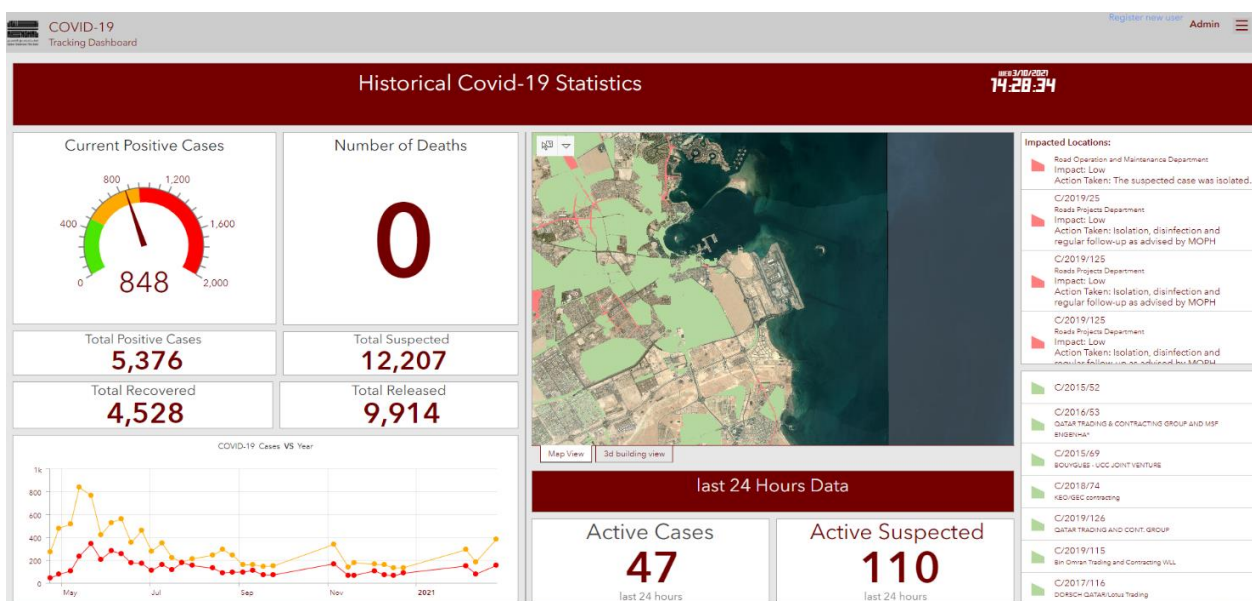 COVID-19
Tracking Dashboard
Register new user
Admin
Historical Covid-19 Statistics
WED 3/10/2021
14:28:34
Current Positive Cases
0
400
800
1,200
1,600
2,000
848
Number of Deaths
0
Total Positive Cases
5,376
Total Suspected
12,207
Total Recovered
4,528
Total Released
9,914
COVID-19 Cases VS Year
1k
800
600
400
200
0
May
Jul
Sep
Nov
2021
Map View
3d building view
last 24 Hours Data
Active Cases
47
last 24 hours
Active Suspected
110
last 24 hours
Impacted Locations:
Road Operation and Maintenance Department
Impact: Low
Action Taken: The suspected case was isolated.
C/2019/25
Roads Projects Department
Impact: Low
Action Taken: Isolation, disinfection and
regular follow-up as advised by MOPH
C/2019/125
Roads Projects Department
Impact: Low
Action Taken: Isolation, disinfection and
regular follow-up as advised by MOPH
C/2019/125
Roads Projects Department
Impact: Low
Action Taken: Isolation, disinfection and
regular follow-up as advised by MOPH
C/2015/52
C/2016/53
QATAR TRADING & CONTRACTING GROUP AND MSF
ENGENHA*
C/2015/69
BOUYGUES - UCC JOINT VENTURE
C/2018/74
KEO/GEC contracting
C/2019/126
QATAR TRADING AND CONT. GROUP
C/2019/115
Bin Omran Trading and Contracting WLL
C/2017/116
DORSCH QATAR/Lotus Trading